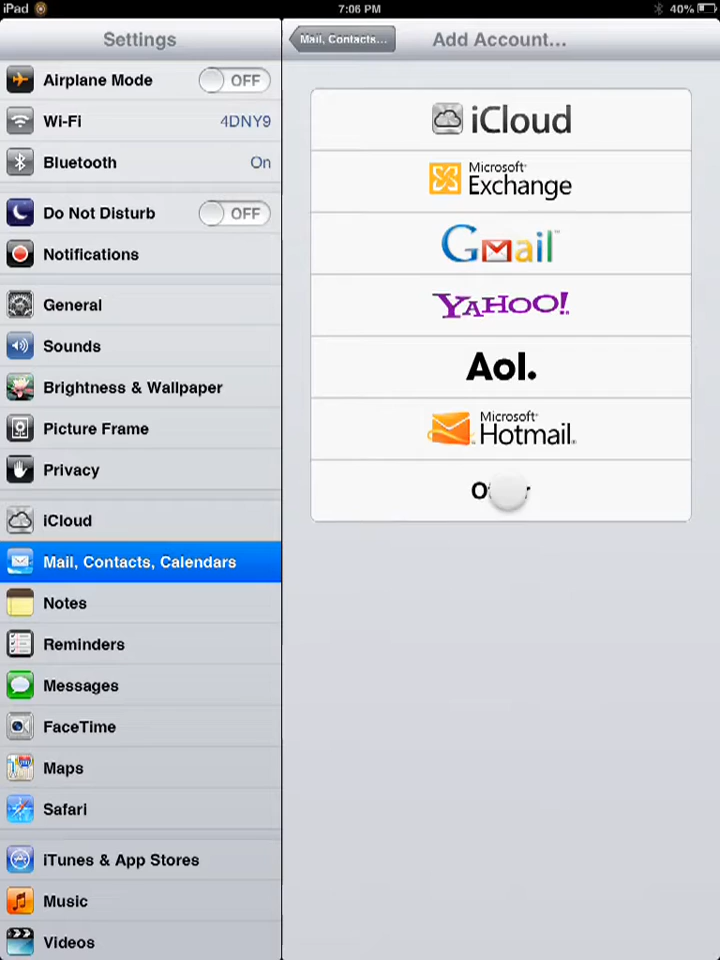 iPad
7:06 PM
40%
Settings
Airplane Mode
OFF
Wi-Fi
4DNY9
Bluetooth
On
Do Not Disturb
OFF
Notifications
General
Sounds
Brightness & Wallpaper
Picture Frame
Privacy
iCloud
Mail, Contacts, Calendars
Notes
Reminders
Messages
FaceTime
Maps
Safari
iTunes & App Stores
Music
Videos
Mail, Contacts...
Add Account...
iCloud
Microsoft®
Exchange
Gmail™
YAHOO!
Aol.
Microsoft®
Hotmail®